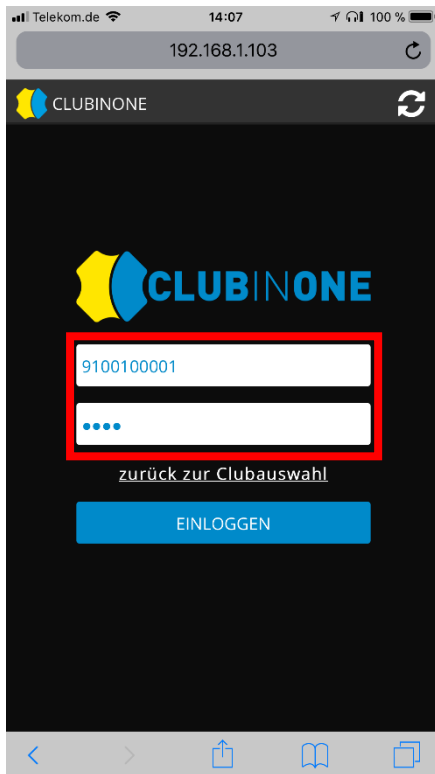 Telekom.de 14:07 100 %
192.168.1.103
CLUBINONE
CLUBINONE
9100100001
••••
zurück zur Clubauswahl
EINLOGGEN